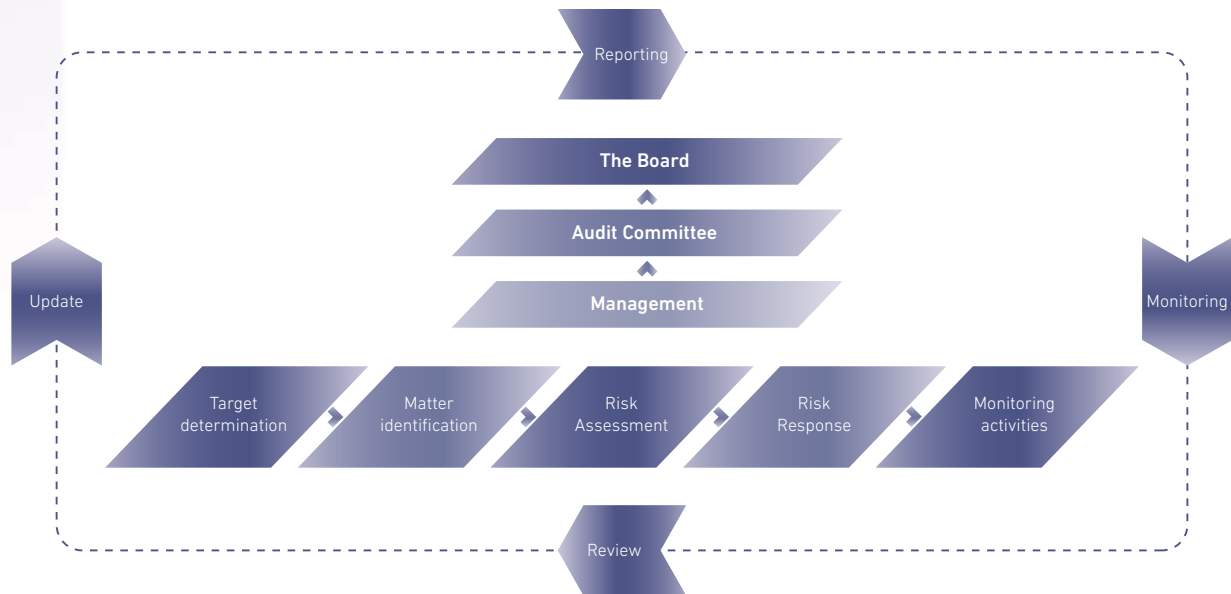 Reporting
The Board
Audit Committee
Management
Update
Monitoring
Target
determination
Matter
identification
Risk
Assessment
Risk
Response
Monitoring
activities
Review